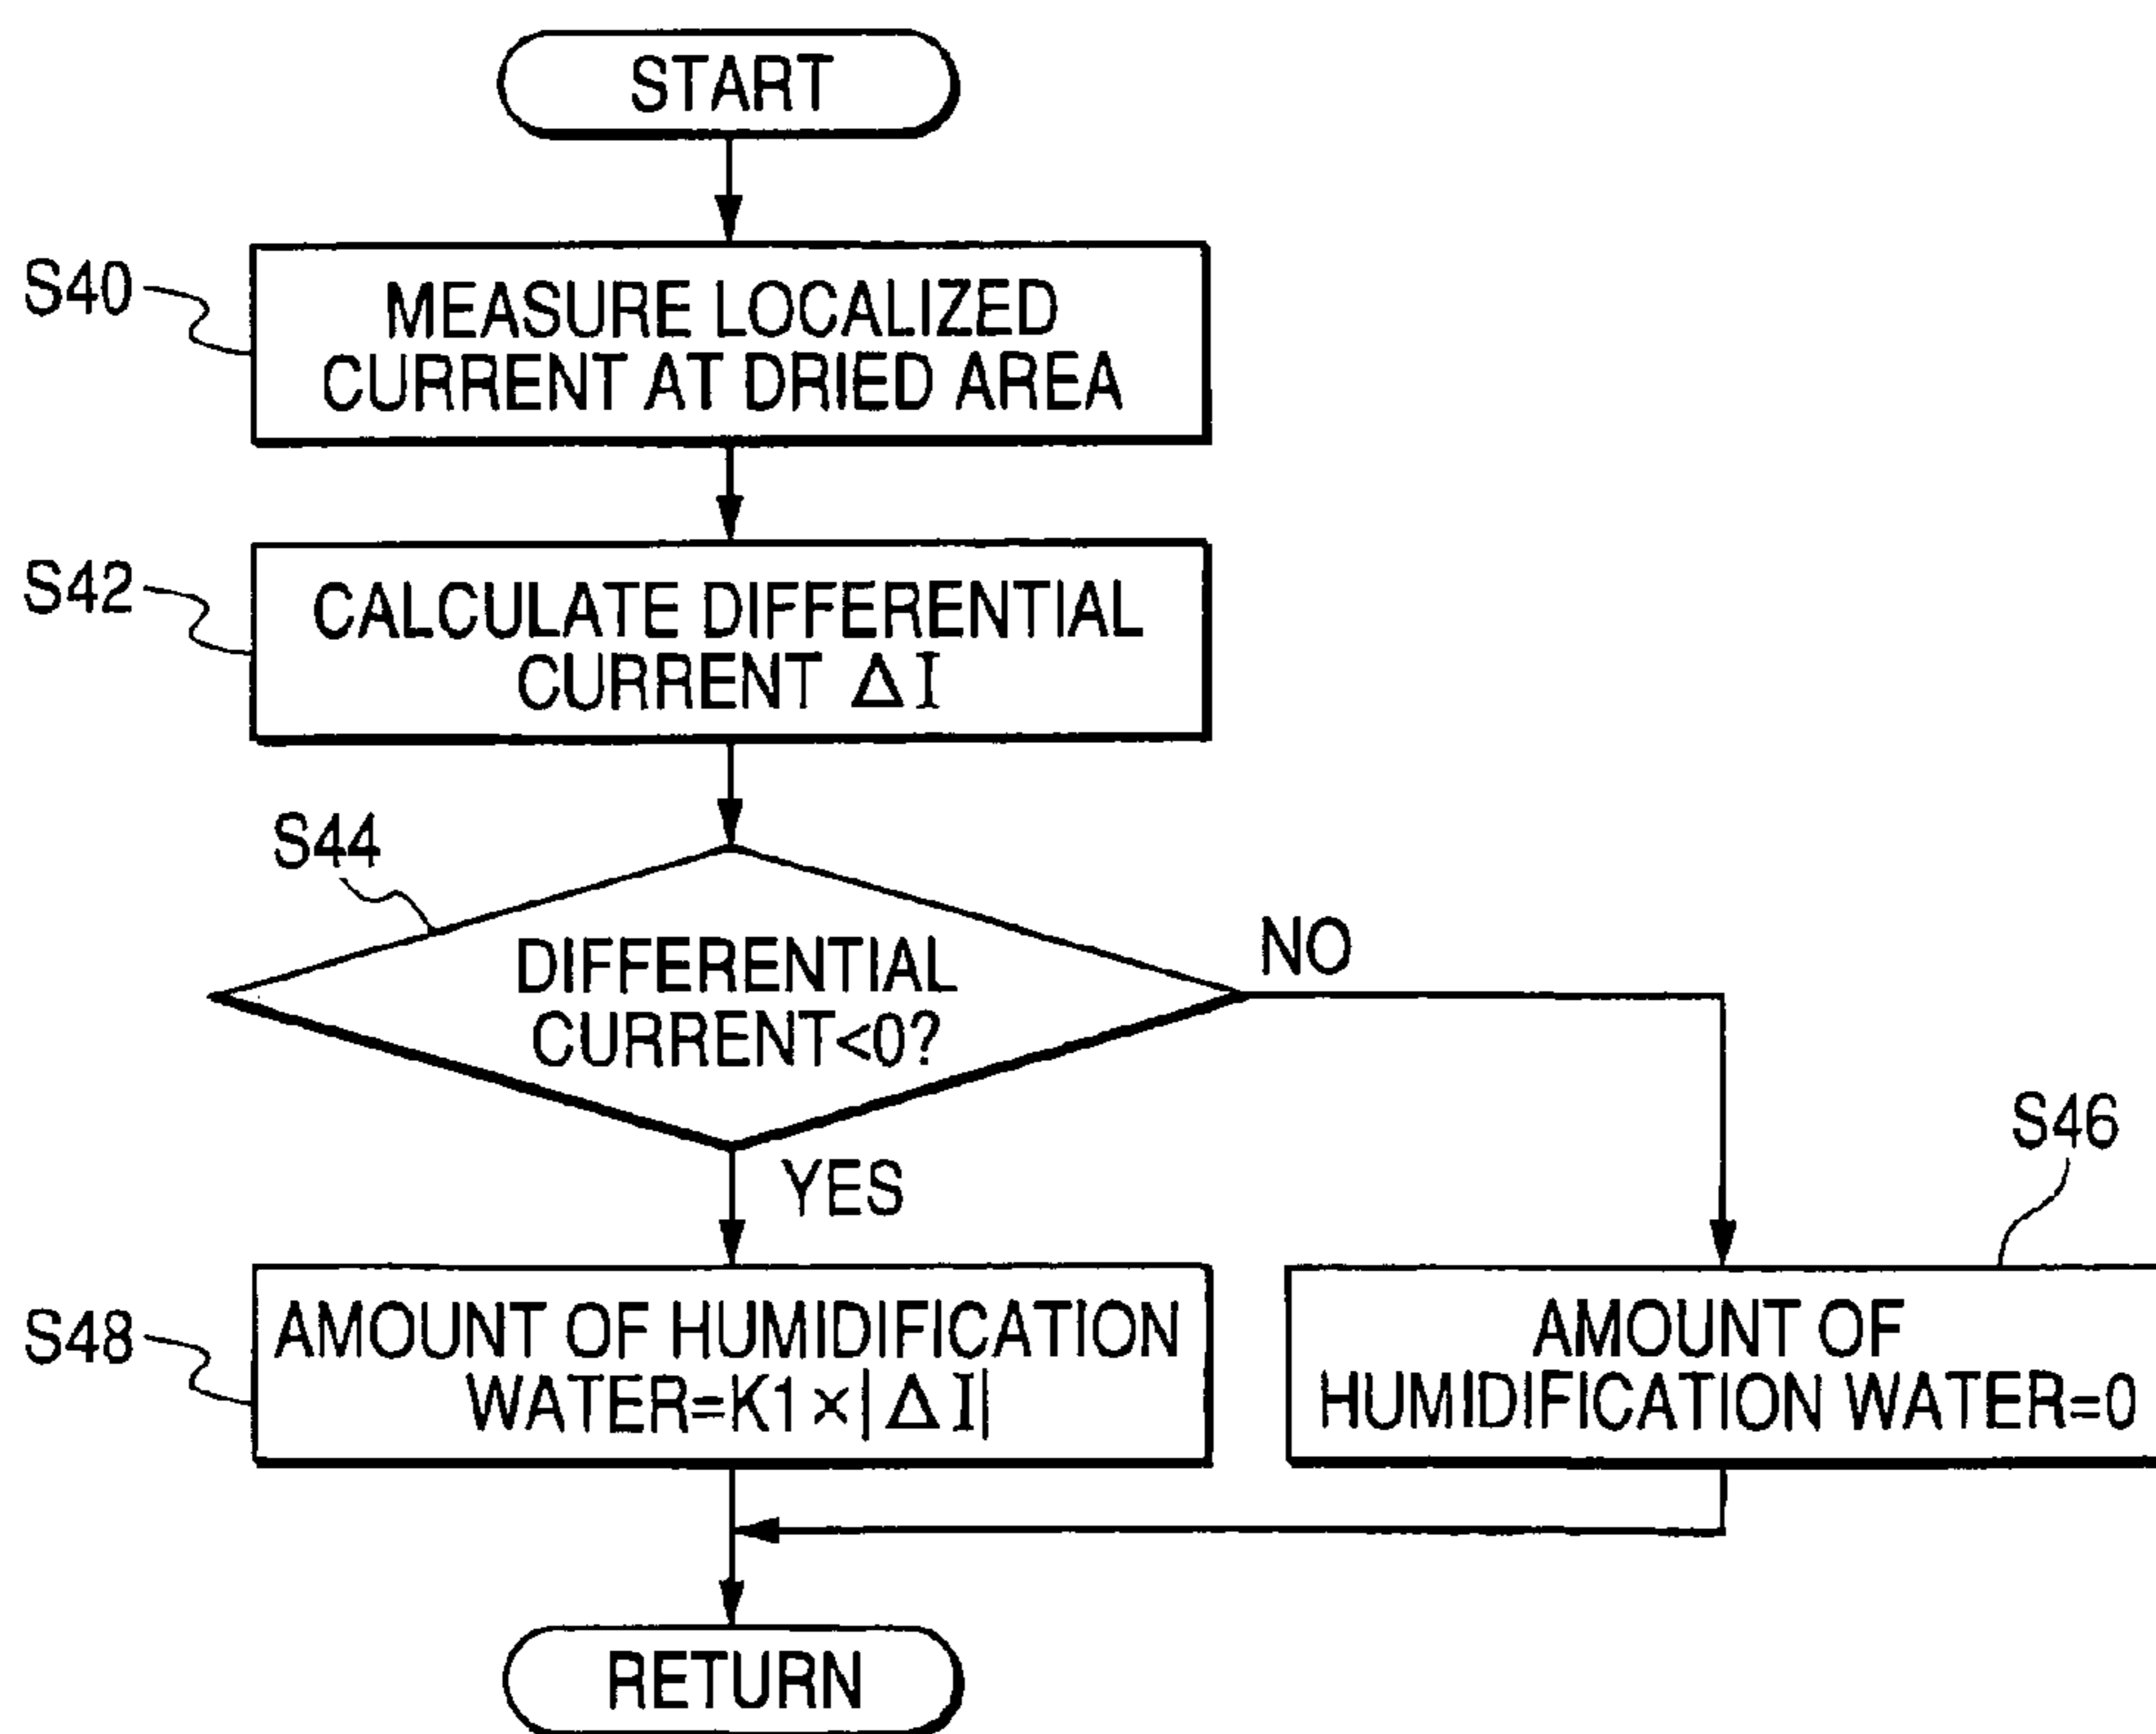 START
S40
MEASURE LOCALIZED
CURRENT AT DRIED AREA
S42
CALCULATE DIFFERENTIAL
CURRENT ΔI
S44
DIFFERENTIAL
CURRENT<0?
NO
YES
S46
S48
AMOUNT OF HUMIDIFICATION
WATER=K1×|ΔI|
AMOUNT OF
HUMIDIFICATION WATER=0
RETURN